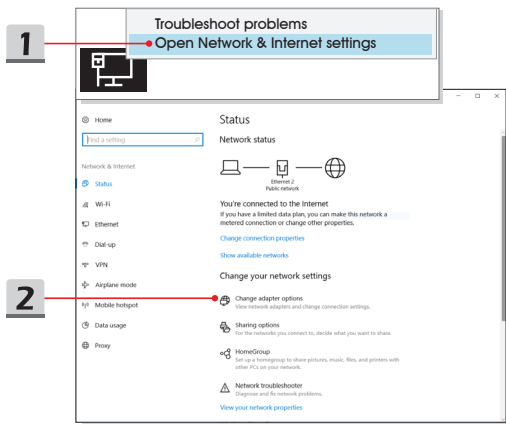 Troubleshoot problems
1
Open Network & Internet settings
Home
Find a setting
Network & Internet
Status
Wi-Fi
Ethernet
Dial-up
VPN
Airplane mode
2
Mobile hotspot
Data usage
Proxy
Status
Network status
Ethernet 2
Public network
You're connected to the Internet
If you have a limited data plan, you can make this network a
metered connection or change other properties.
Change connection properties
Show available networks
Change your network settings
Change adapter options
View network adapters and change connection settings.
Sharing options
For the networks you connect to, decide what you want to share.
HomeGroup
Set up a homegroup to share pictures, music, files, and printers with
other PCs on your network.
Network troubleshooter
Diagnose and fix network problems.
View your network properties